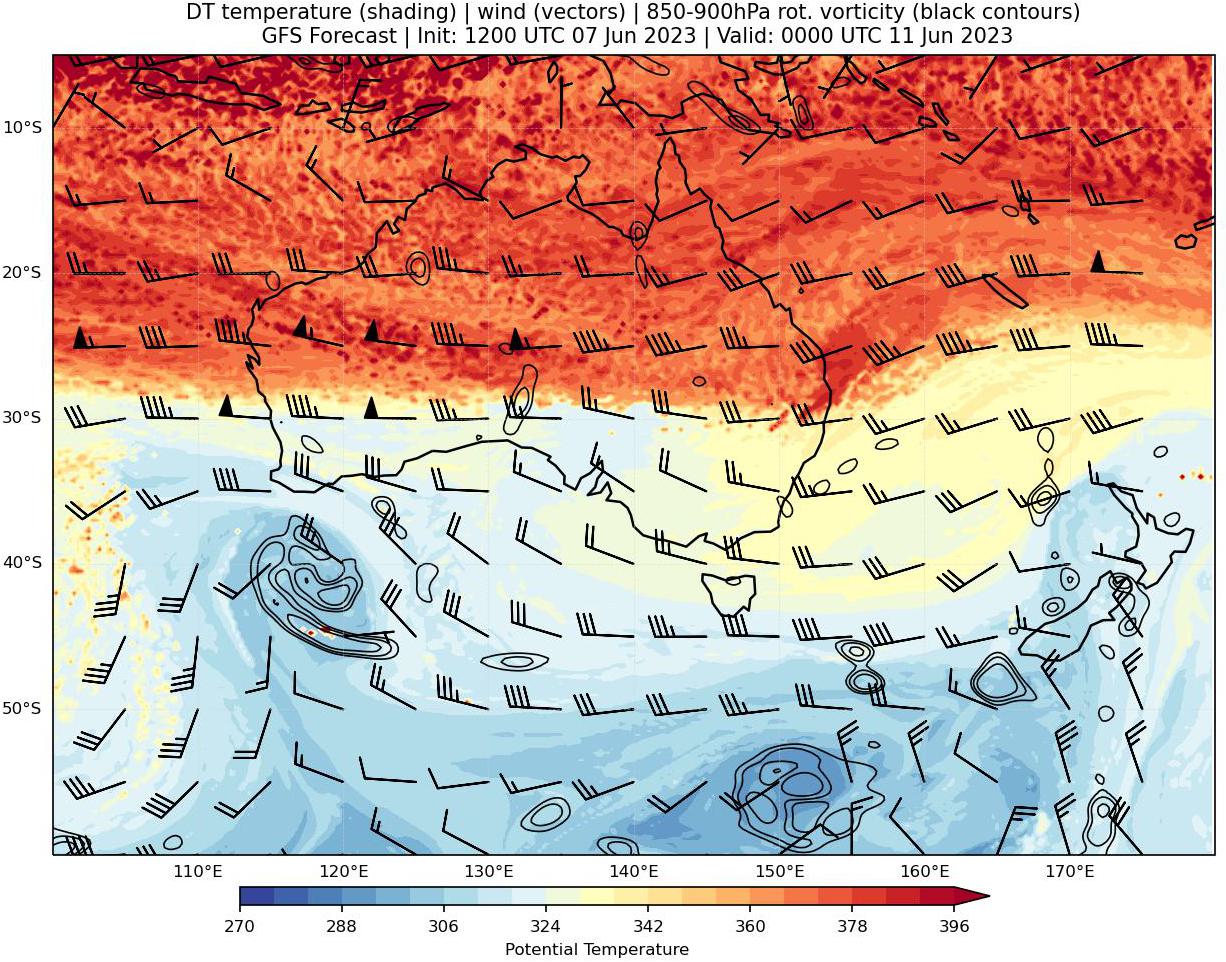 DT temperature (shading) | wind (vectors) | 850-900hPa rot. vorticity (black contours)
GFS Forecast | Init: 1200 UTC 07 Jun 2023 | Valid: 0000 UTC 11 Jun 2023
10°S
20°S
30°S
40°S
50°S
110°E 120°E 130°E 140°E 150°E 160°E 170°E
270 288 306 324 342 360 378 396
Potential Temperature